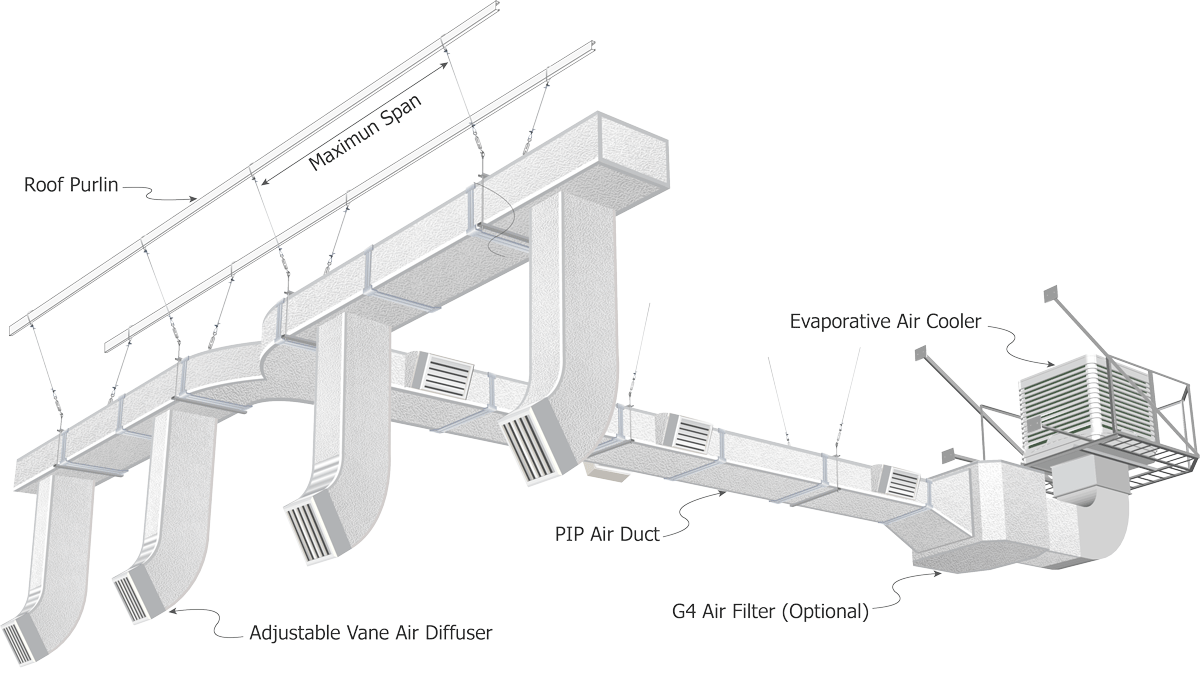 Maximun Span
Roof Purlin
Evaporative Air Cooler
PIP Air Duct
G4 Air Filter (Optional)
Adjustable Vane Air Diffuser